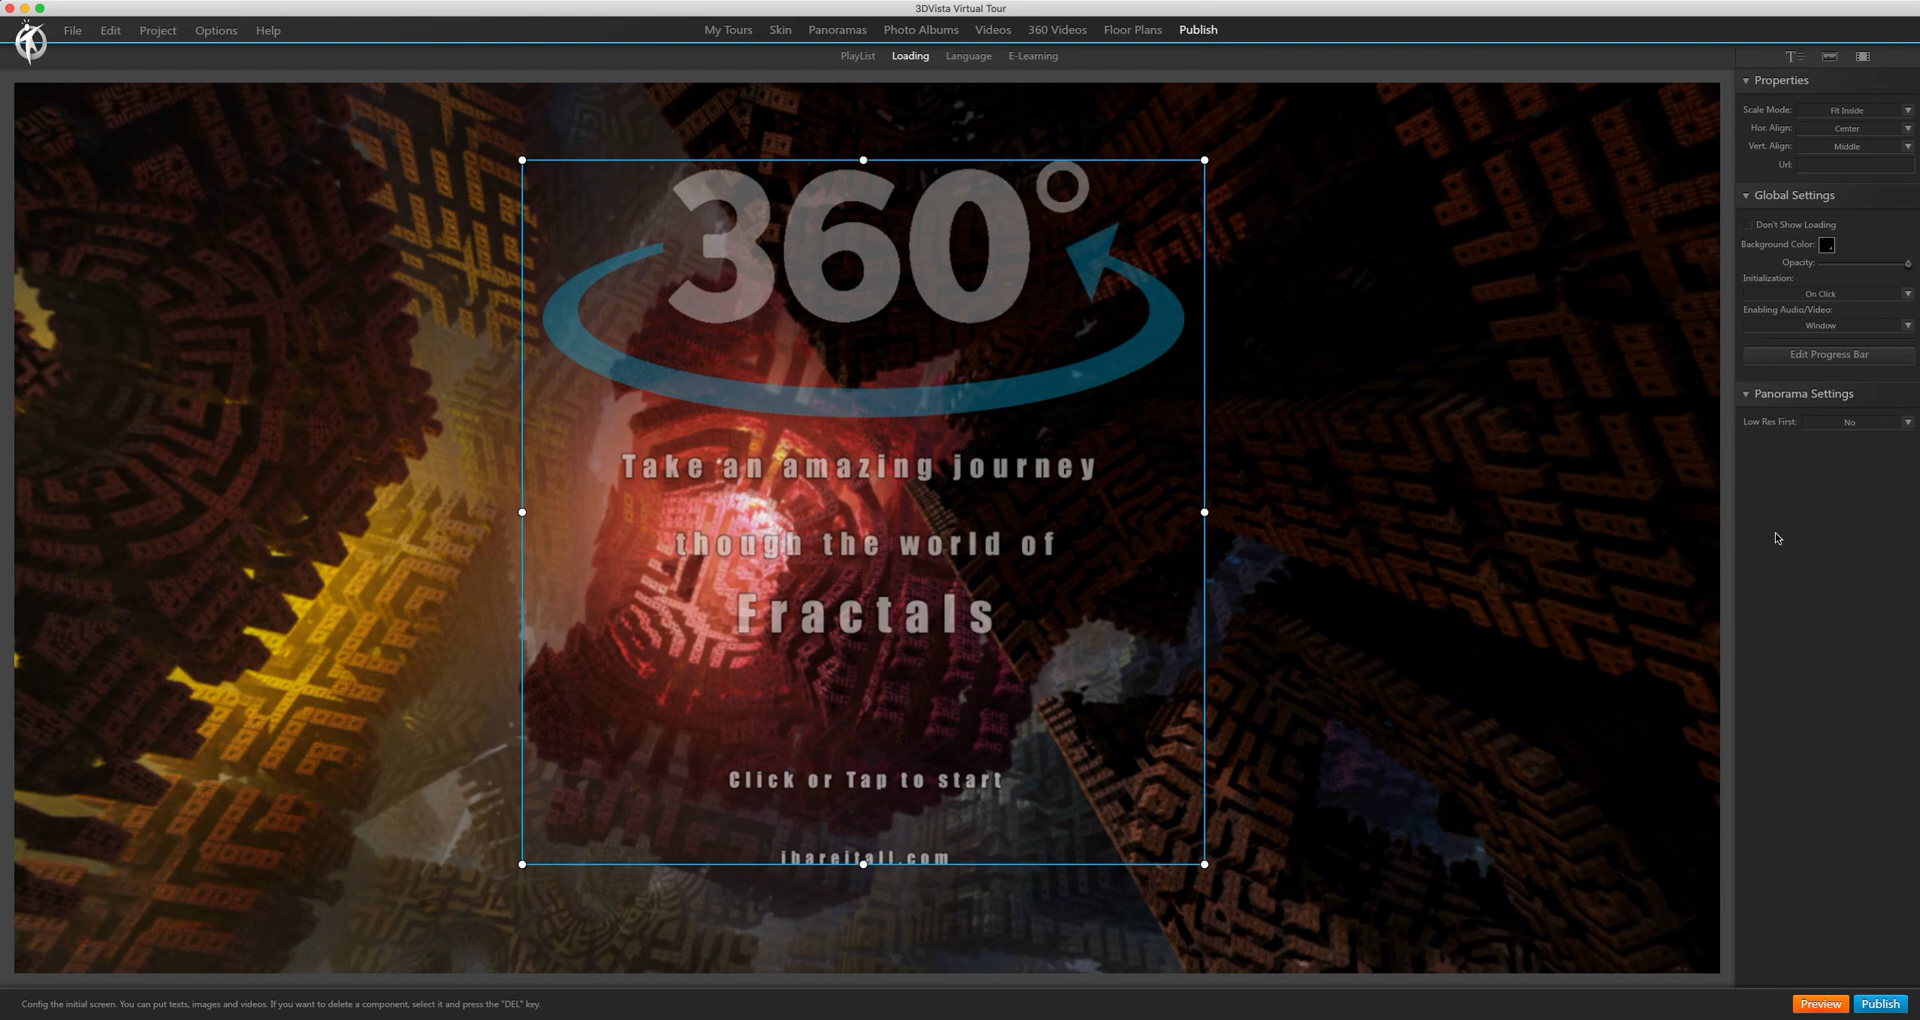 3DVista Virtual Tour
File Edit Project Options Help
My Tours Skin Panoramas Photo Albums Videos 360 Videos Floor Plans Publish
PlayList Loading Language E-Learning
Properties
Scale Mode: Fit Inside
Hor. Align: Center
Vert. Align: Middle
Url:
Global Settings
Don't Show Loading
Background Color:
Opacity:
Initialization:
On Click
Enabling Audio/Video:
Window
Edit Progress Bar
Panorama Settings
Low Res First: No
360°
Take an amazing journey
though the world of
Fractals
Click or Tap to start
ibareitall.com
Config the initial screen. You can put texts, images and videos. If you want to delete a component, select it and press the "DEL" key.
Preview Publish